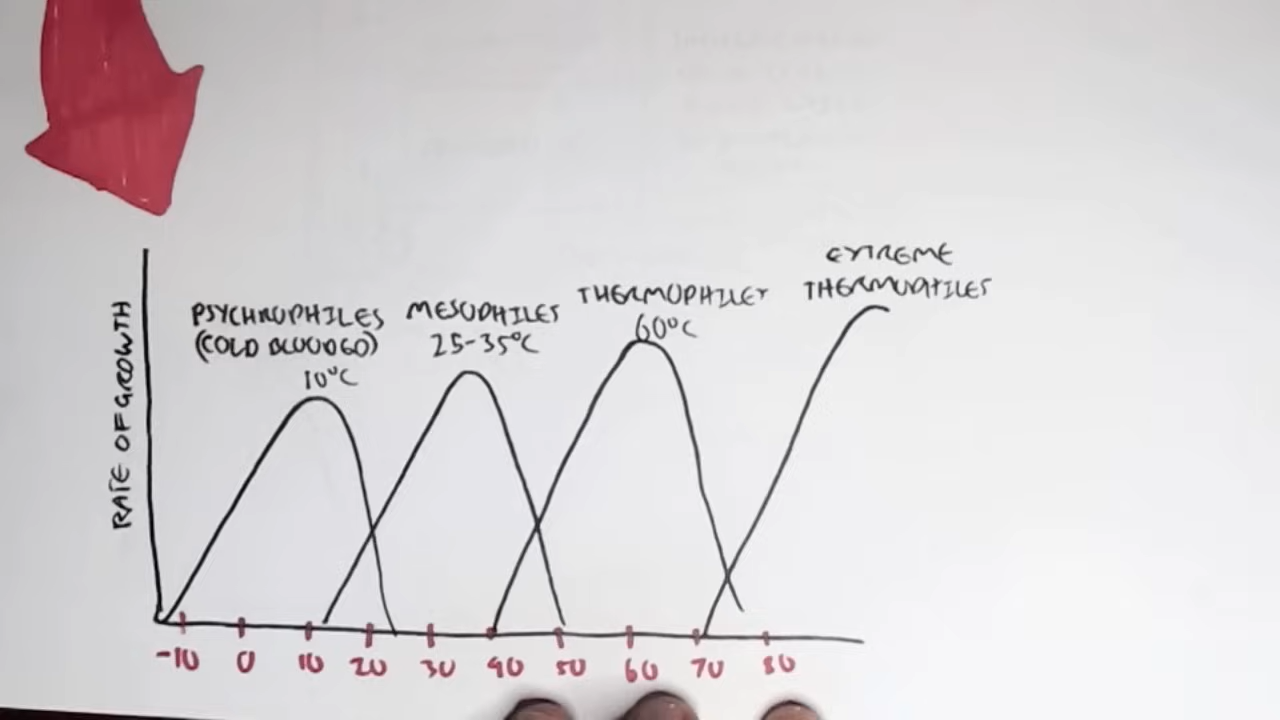 RATE OF GROWTH
PSYCHROPHILES
(COLD BLOODED)
10°C
MESOPHILES
25-35°C
THERMOPHILES
60°C
EXTREME
THERMOPHILES
-10 0 10 20 30 40 50 60 70 80